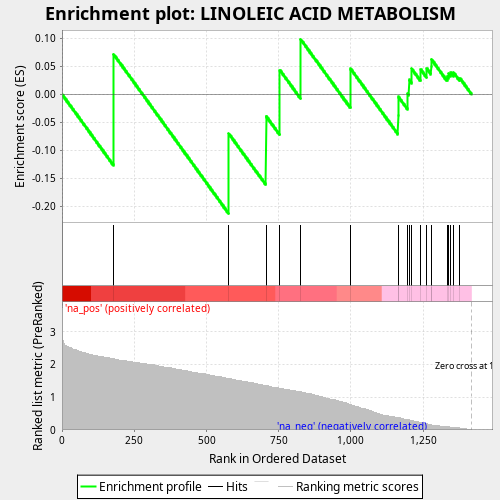 Enrichment plot: LINOLEIC ACID METABOLISM
Enrichment score (ES)
0.10
0.05
0.00
-0.05
-0.10
-0.15
-0.20
'na_pos' (positively correlated)
Ranked list metric (PreRanked)
3
2
1
0
Zero cross at 1
'na_neg' (negatively correlated)
0
250
500
750
1,000
1,250
Rank in Ordered Dataset
Enrichment profile
Hits
Ranking metric scores